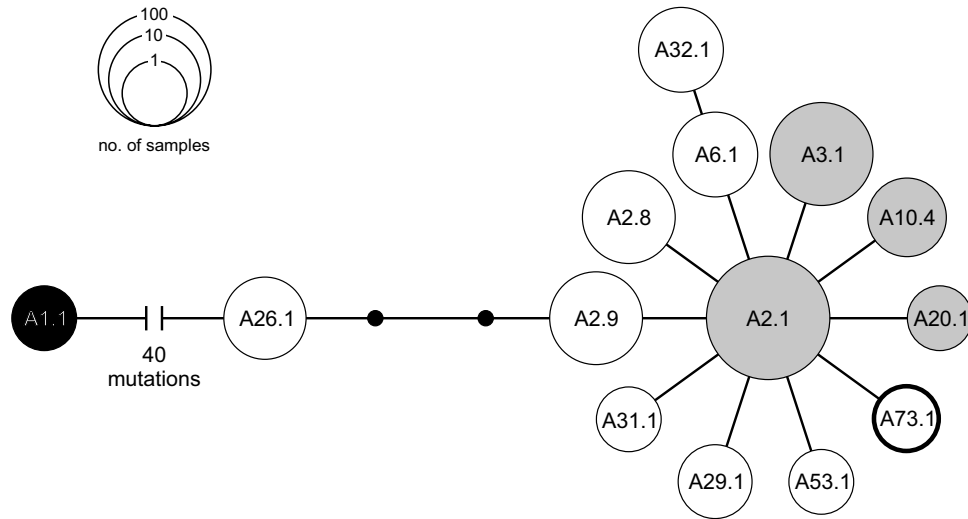 100
10
1
no. of samples
A32.1
A6.1
A3.1
A2.8
A10.4
A1.1
A26.1
A2.9
A2.1
A20.1
40
mutations
A31.1
A73.1
A29.1
A53.1